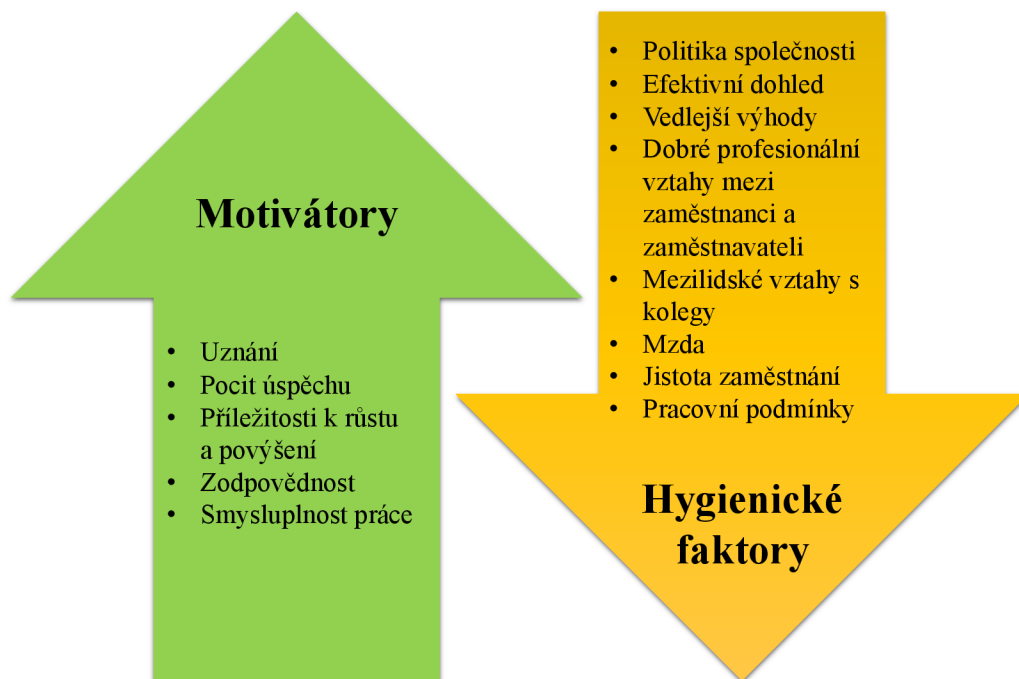 Motivátory
• Uznání
• Pocit úspěchu
• Příležitosti k růstu
a povýšení
• Zodpovědnost
• Smysluplnost práce
• Politika společnosti
• Efektivní dohled
• Vedlejší výhody
• Dobré profesionální
vztahy mezi
zaměstnanci a
zaměstnavateli
• Mezilidské vztahy s
kolegy
• Mzda
• Jistota zaměstnání
• Pracovní podmínky
Hygienické
faktory